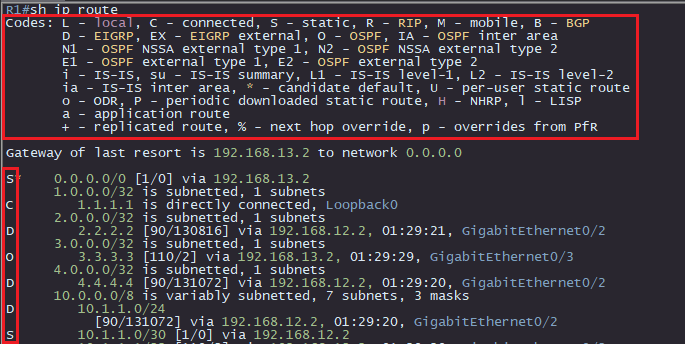 R1#sh ip route
Codes: L - local, C - connected, S - static, R - RIP, M - mobile, B - BGP
D - EIGRP, EX - EIGRP external, O - OSPF, IA - OSPF inter area
N1 - OSPF NSSA external type 1, N2 - OSPF NSSA external type 2
E1 - OSPF external type 1, E2 - OSPF external type 2
i - IS-IS, su - IS-IS summary, L1 - IS-IS level-1, L2 - IS-IS level-2
ia - IS-IS inter area, * - candidate default, U - per-user static route
o - ODR, P - periodic downloaded static route, H - NHRP, l - LISP
a - application route
+ - replicated route, % - next hop override, p - overrides from PfR
Gateway of last resort is 192.168.13.2 to network 0.0.0.0
S* 0.0.0.0/0 [1/0] via 192.168.13.2
1.0.0.0/32 is subnetted, 1 subnets
C 1.1.1.1 is directly connected, Loopback0
2.0.0.0/32 is subnetted, 1 subnets
D 2.2.2.2 [90/130816] via 192.168.12.2, 01:29:21, GigabitEthernet0/2
3.0.0.0/32 is subnetted, 1 subnets
O 3.3.3.3 [110/2] via 192.168.13.2, 01:29:29, GigabitEthernet0/3
4.0.0.0/32 is subnetted, 1 subnets
D 4.4.4.4 [90/131072] via 192.168.12.2, 01:29:20, GigabitEthernet0/2
10.0.0.0/8 is variably subnetted, 7 subnets, 3 masks
D 10.1.1.0/24
[90/131072] via 192.168.12.2, 01:29:20, GigabitEthernet0/2
S 10.1.1.0/30 [1/0] via 192.168.12.2